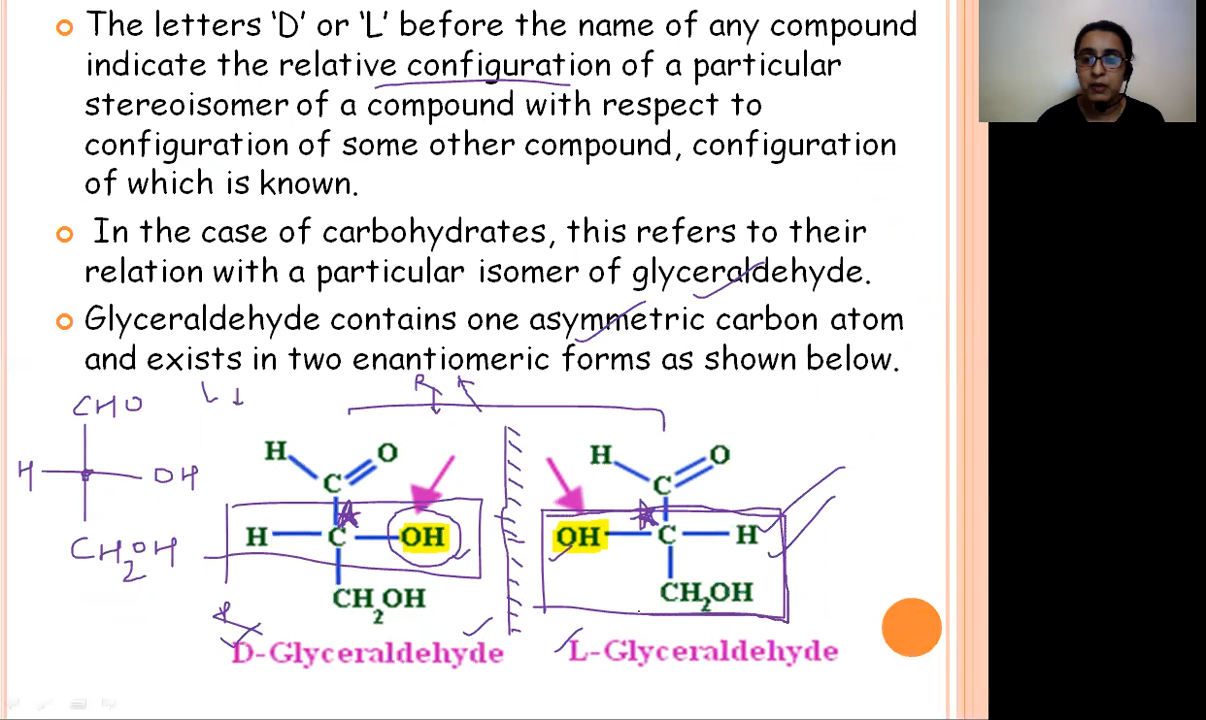 The letters ‘D’ or ‘L’ before the name of any compound
indicate the relative configuration of a particular
stereoisomer of a compound with respect to
configuration of some other compound, configuration
of which is known.
In the case of carbohydrates, this refers to their
relation with a particular isomer of glyceraldehyde.
Glyceraldehyde contains one asymmetric carbon atom
and exists in two enantiomeric forms as shown below.
CHO
H OH
CH2OH
H O
C
H C OH
CH2OH
D-Glyceraldehyde
H O
C
OH C H
CH2OH
L-Glyceraldehyde